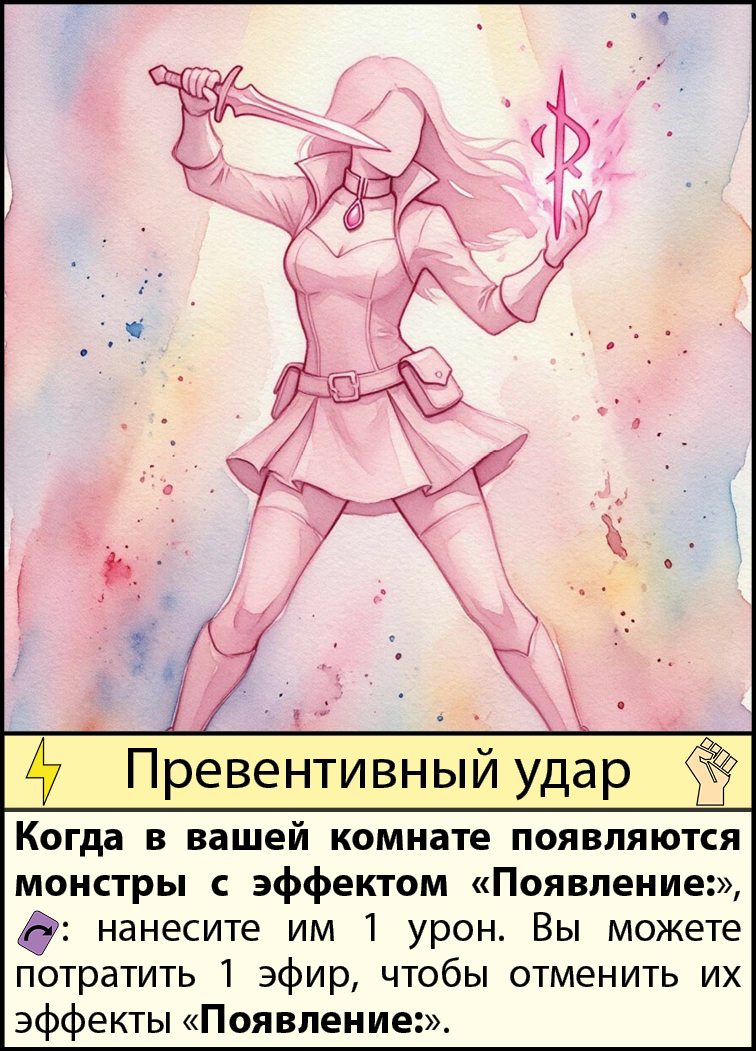 Превентивный удар
Когда в вашей комнате появляются
монстры с эффектом «Появление:»,
: нанесите им 1 урон. Вы можете
потратить 1 эфир, чтобы отменить их
эффекты «Появление:».